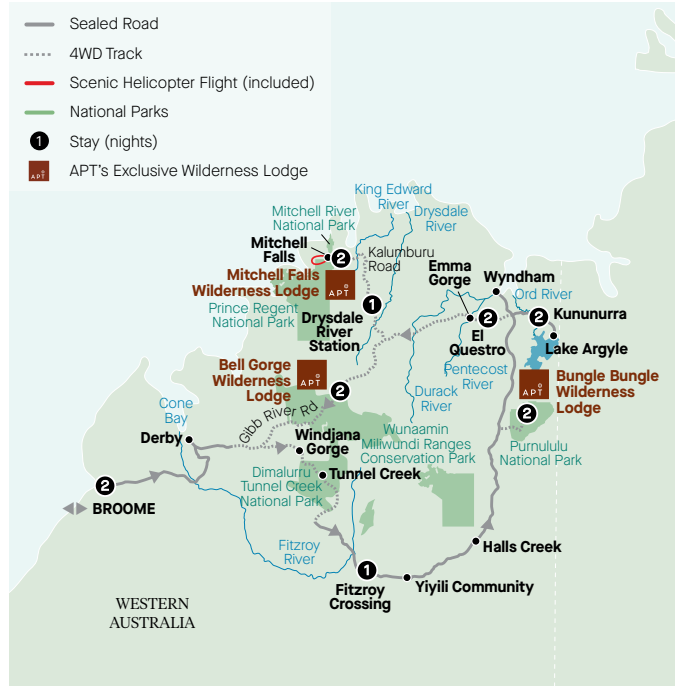 Sealed Road
4WD Track
Scenic Helicopter Flight (included)
National Parks
1 Stay (nights)
APT APT's Exclusive Wilderness Lodge
King Edward
River
Drysdale
River
Mitchell River
National Park
Mitchell
Falls
2
Kalumburu
Road
Mitchell Falls
Wilderness Lodge
APT
Prince Regent
National Park
1
Drysdale
River
Station
Emma
Gorge
Wyndham
Ord River
2
Kununurra
2
El
Questro
Lake Argyle
Pentecost
River
Durack
River
Bell Gorge
Wilderness
Lodge
APT
2
APT
Bungle Bungle
Wilderness
Lodge
2
Purnululu
National Park
Cone
Bay
Gibb River Rd
Derby
Windjana
Gorge
Wunaamin
Miliwundi Ranges
Conservation Park
Tunnel Creek
Dimalurru
Tunnel Creek
National Park
2
BROOME
Fitzroy
River
Halls Creek
1
Fitzroy
Crossing
Yiyili Community
WESTERN
AUSTRALIA